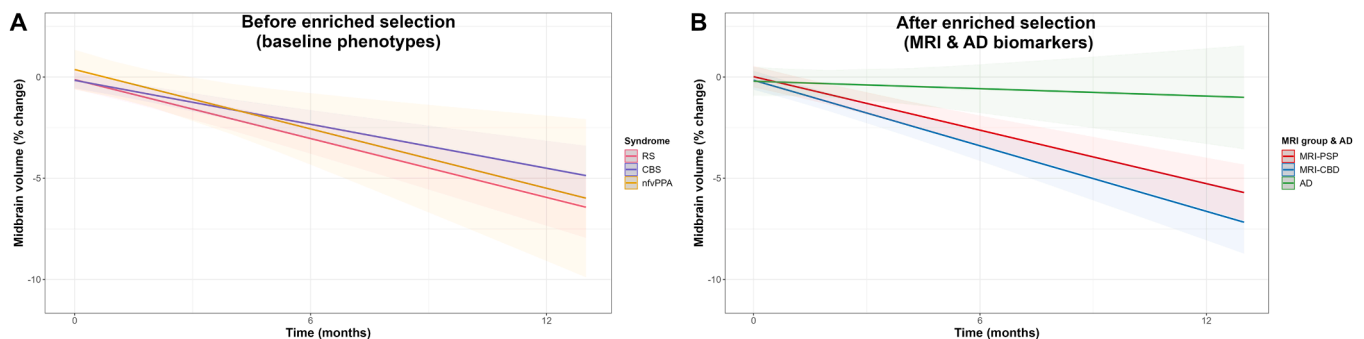 A
Before enriched selection
(baseline phenotypes)
Midbrain volume (% change)
0
-5
-10
0
6
12
Time (months)
Syndrome
RS
CBS
nfvPPA
B
After enriched selection
(MRI & AD biomarkers)
Midbrain volume (% change)
0
-5
-10
0
6
12
Time (months)
MRI group & AD
MRI-PSP
MRI-CBD
AD